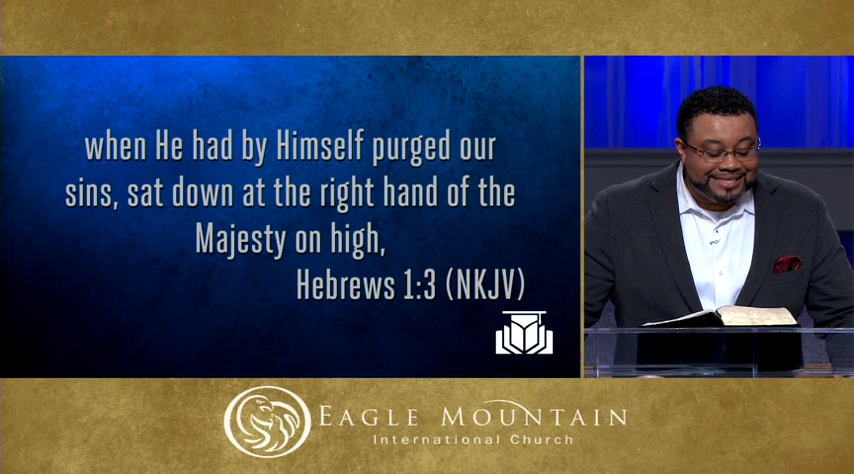 when He had by Himself purged our
sins, sat down at the right hand of the
Majesty on high,
Hebrews 1:3 (NKJV)
EAGLE MOUNTAIN
International Church